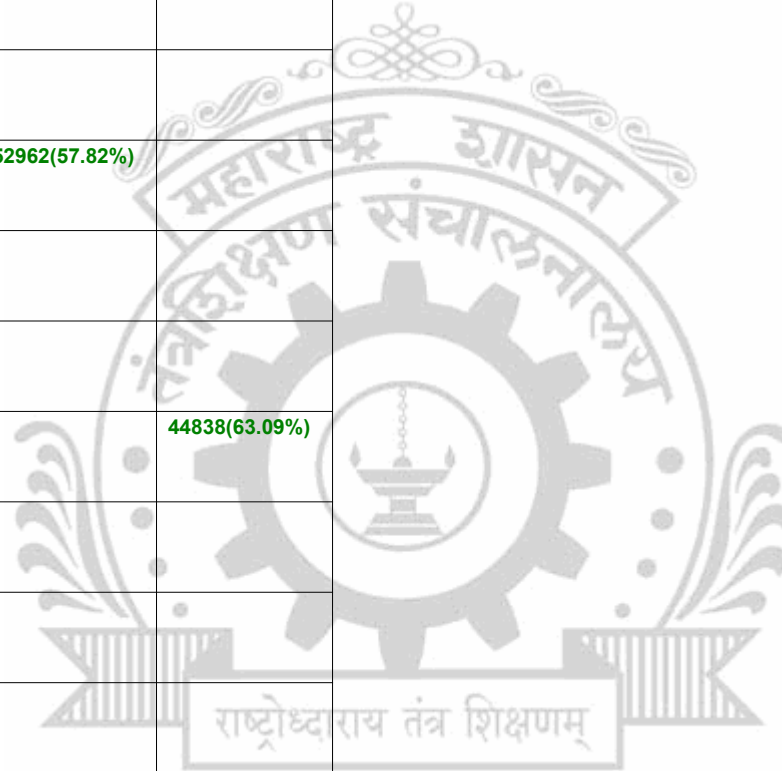 महाराष्ट्र शासन
52962(57.82%)
तंत्रशिक्षण संचालनालय
44838(63.09%)
राष्ट्रोध्दाराय तंत्र शिक्षणम्